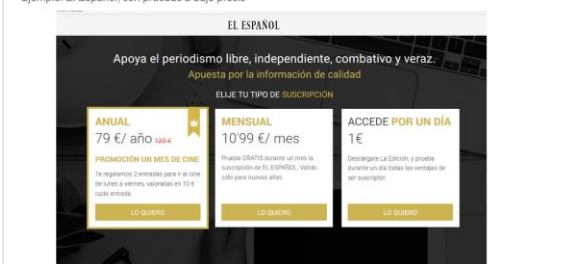 Ejemplo: El Español, con pruebas a bajo precio
EL ESPAÑOL
Apoya el periodismo libre, independiente, combativo y veraz.
Apuesta por la información de calidad
ELIJE TU TIPO DE SUSCRIPCIÓN
ANUAL
79 €/ año 129 €
PROMOCIÓN UN MES DE CINE
Te regalamos 2 entradas para ir al cine
de lunes a viernes, valoradas en 10 €
cada entrada
LO QUIERO
MENSUAL
10'99 €/ mes
Prueba GRATIS durante un mes la
suscripción de EL ESPAÑOL. Válido
sólo para nuevas altas.
LO QUIERO
ACCEDE POR UN DÍA
1€
Descárgate La Edición, y prueba
durante un día todas las ventajas de
ser suscriptor.
LO QUIERO